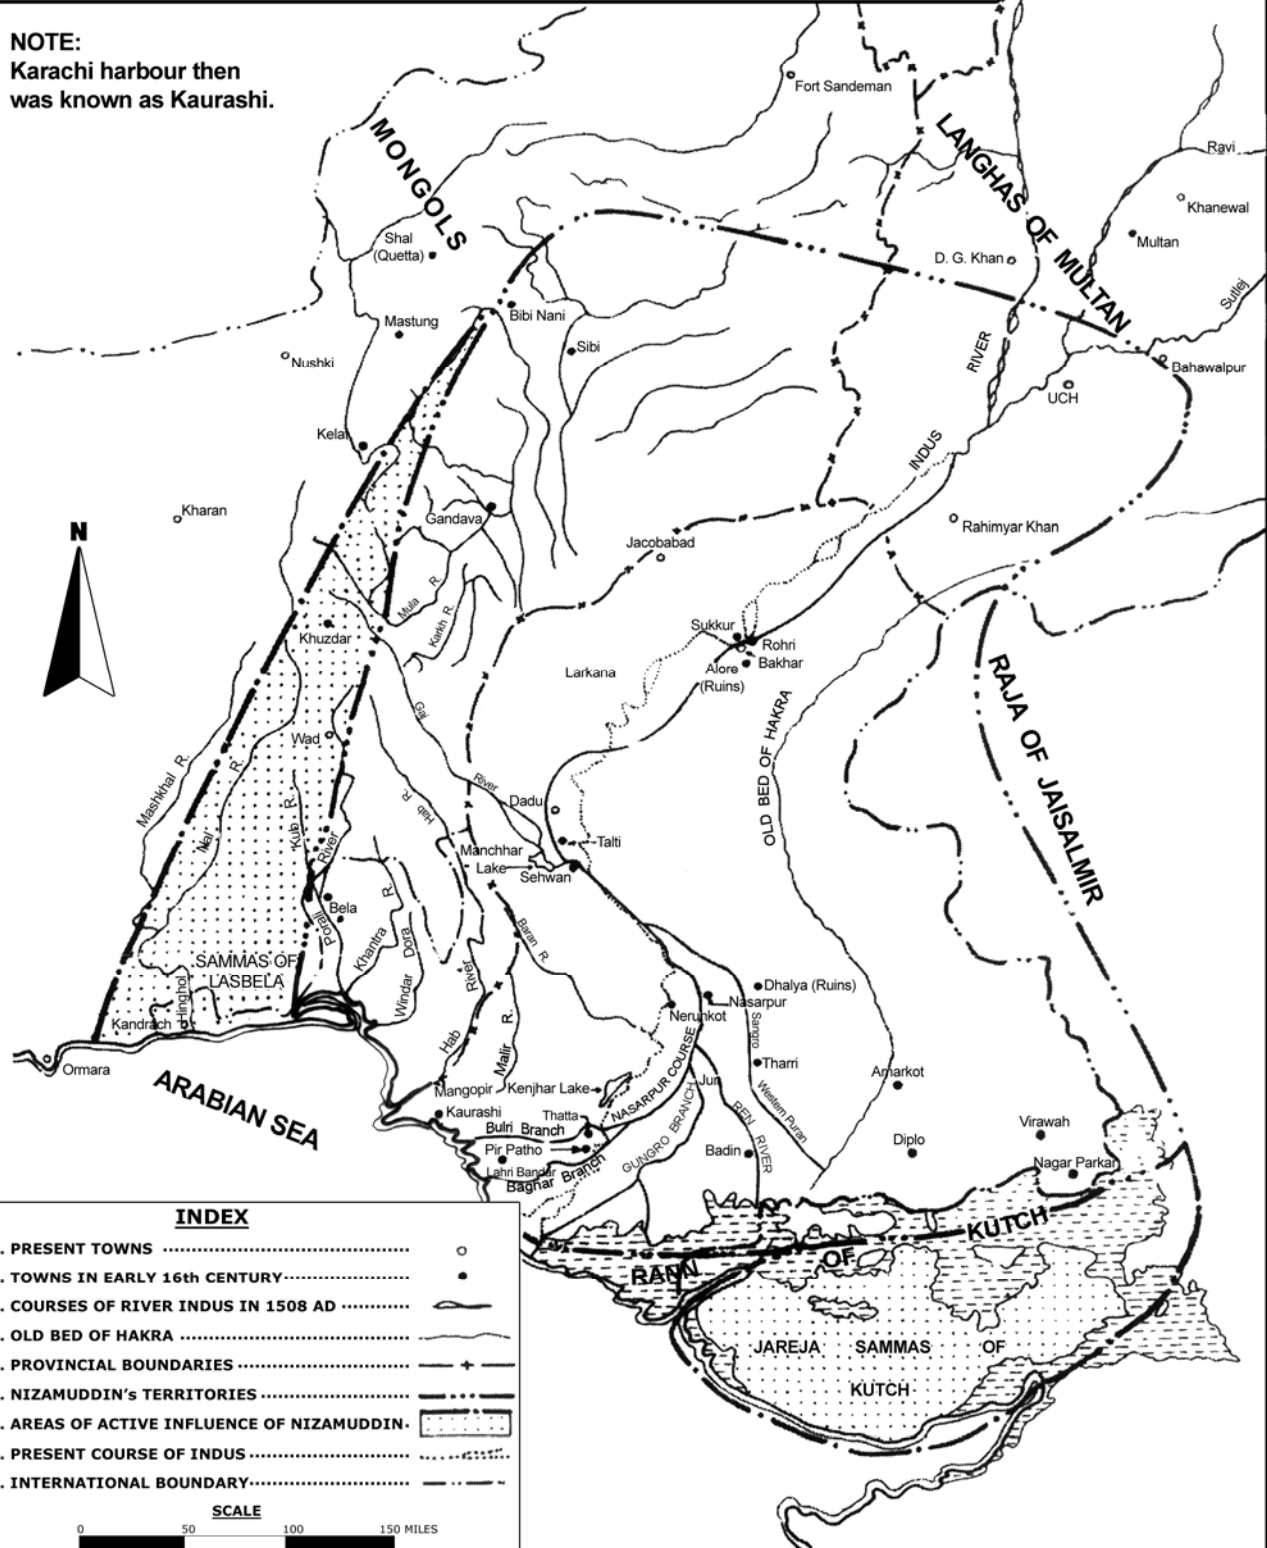 NOTE:
Karachi harbour then
was known as Kaurashi.
Fort Sandeman
MONGOLS
LANGHAS OF MULTAN
Ravi
Khanewal
Multan
Shal
(Quetta)
D. G. Khan
Sutlej
Bibi Nani
Mastung
Sibi
Nushki
RIVER
Bahawalpur
UCH
Kelat
INDUS
Kharan
Gandava
Rahimyar Khan
N
Jacobabad
Mula R.
Karkh R.
Khuzdar
Sukkur
Rohri
Bakhar
Alore
(Ruins)
Larkana
RAJA OF JAISALMIR
OLD BED OF HAKRA
Gaj
River
Wad
Mashkhal R.
Nal R.
Kub R.
River
Porali
Hab R.
Dadu
Talti
Manchhar
Lake
Sehwan
Bela
Khantra R.
Windar Dora
Baran R.
SAMMAS OF
LASBELA
Hinghol
Kandrach
Dhalya (Ruins)
Nasarpur
Nerunkot
Sangro
Hab River
Malir R.
Ormara
ARABIAN SEA
Tharri
Western Puran
Amarkot
Jun
NASARPUR COURSE
Mangopir
Kenjhar Lake
Kaurashi
Thatta
Bulri Branch
GUNGRO BRANCH
REN RIVER
Virawah
Diplo
Pir Patho
Badin
Nagar Parkar
Lahri Bandar
Baghar Branch
RANN OF KUTCH
JAREJA SAMMAS OF
KUTCH
INDEX
. PRESENT TOWNS
. TOWNS IN EARLY 16th CENTURY
. COURSES OF RIVER INDUS IN 1508 AD
. OLD BED OF HAKRA
. PROVINCIAL BOUNDARIES
. NIZAMUDDIN's TERRITORIES
. AREAS OF ACTIVE INFLUENCE OF NIZAMUDDIN
. PRESENT COURSE OF INDUS
. INTERNATIONAL BOUNDARY
SCALE
0 50 100 150 MILES